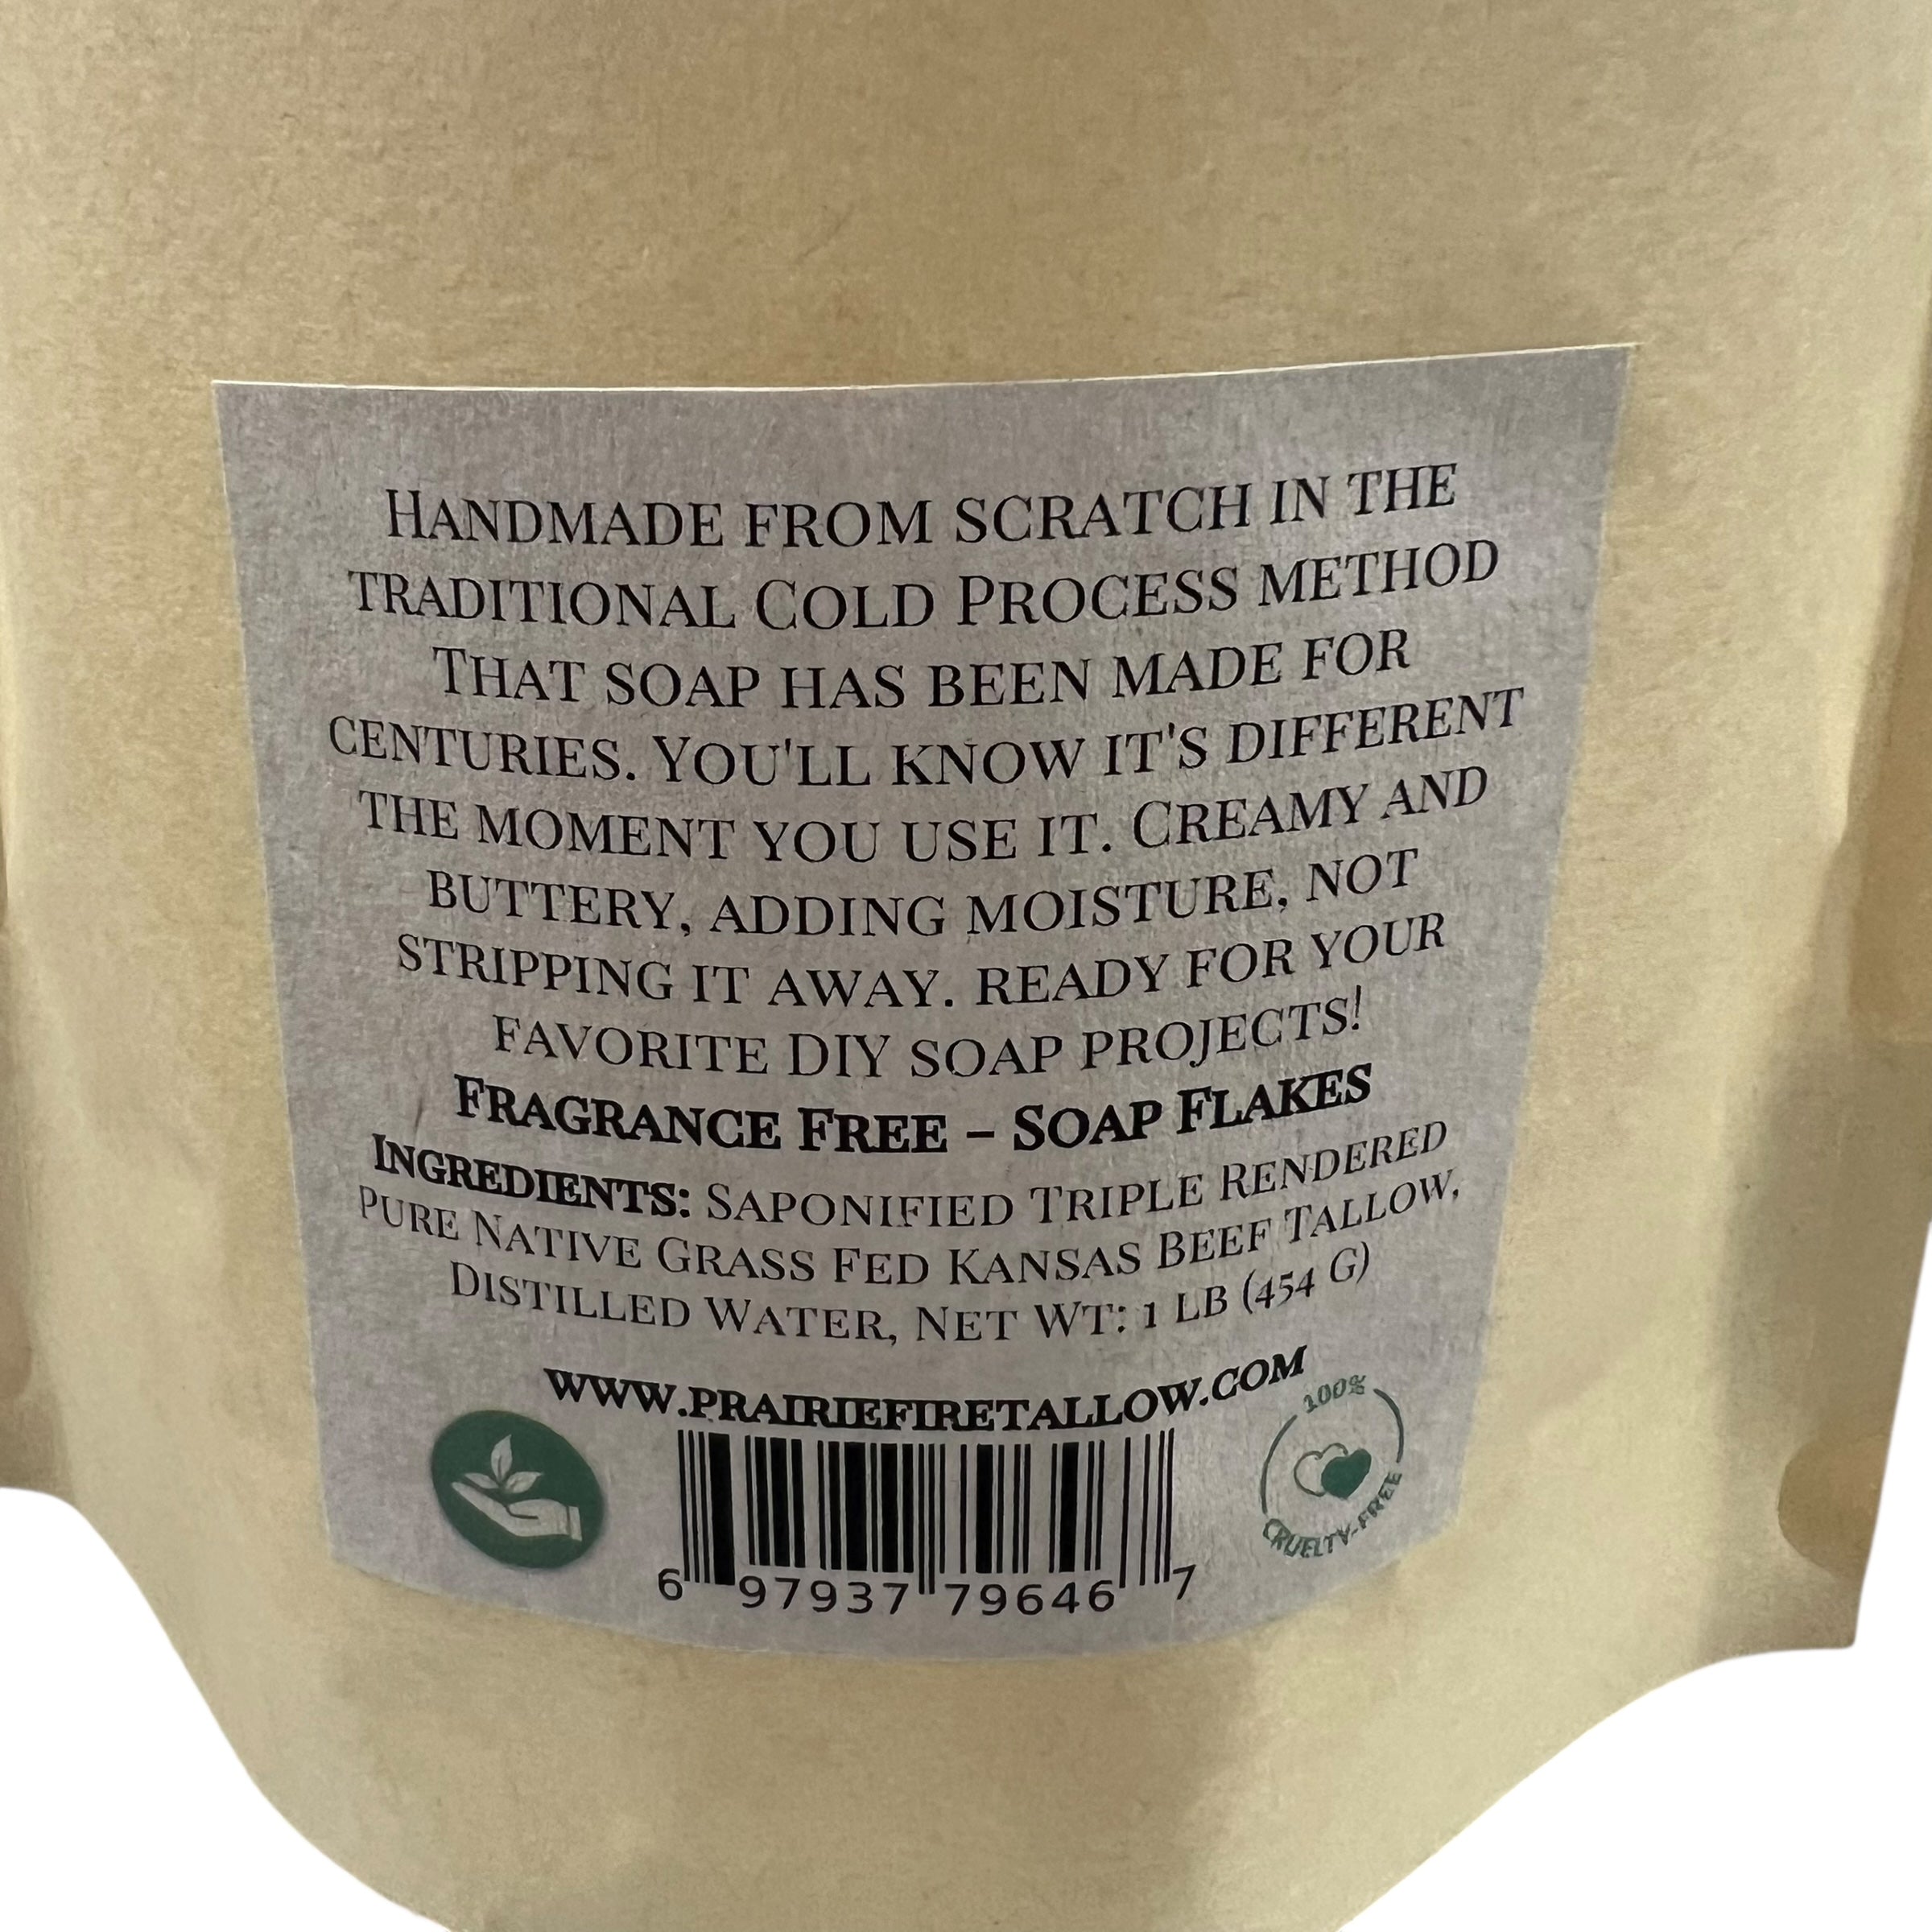 Handmade from scratch in the
traditional Cold Process method
That soap has been made for
centuries. You'll know it's different
the moment you use it. Creamy and
buttery, adding moisture, not
stripping it away. ready for your
favorite DIY soap projects!
Fragrance Free – Soap Flakes
Ingredients: Saponified Triple Rendered
Pure Native Grass Fed Kansas Beef Tallow,
Distilled Water, Net Wt: 1 lb (454 g)
www.prairiefiretallow.com
100%
CRUELTY-FREE
6 97937 79646 7